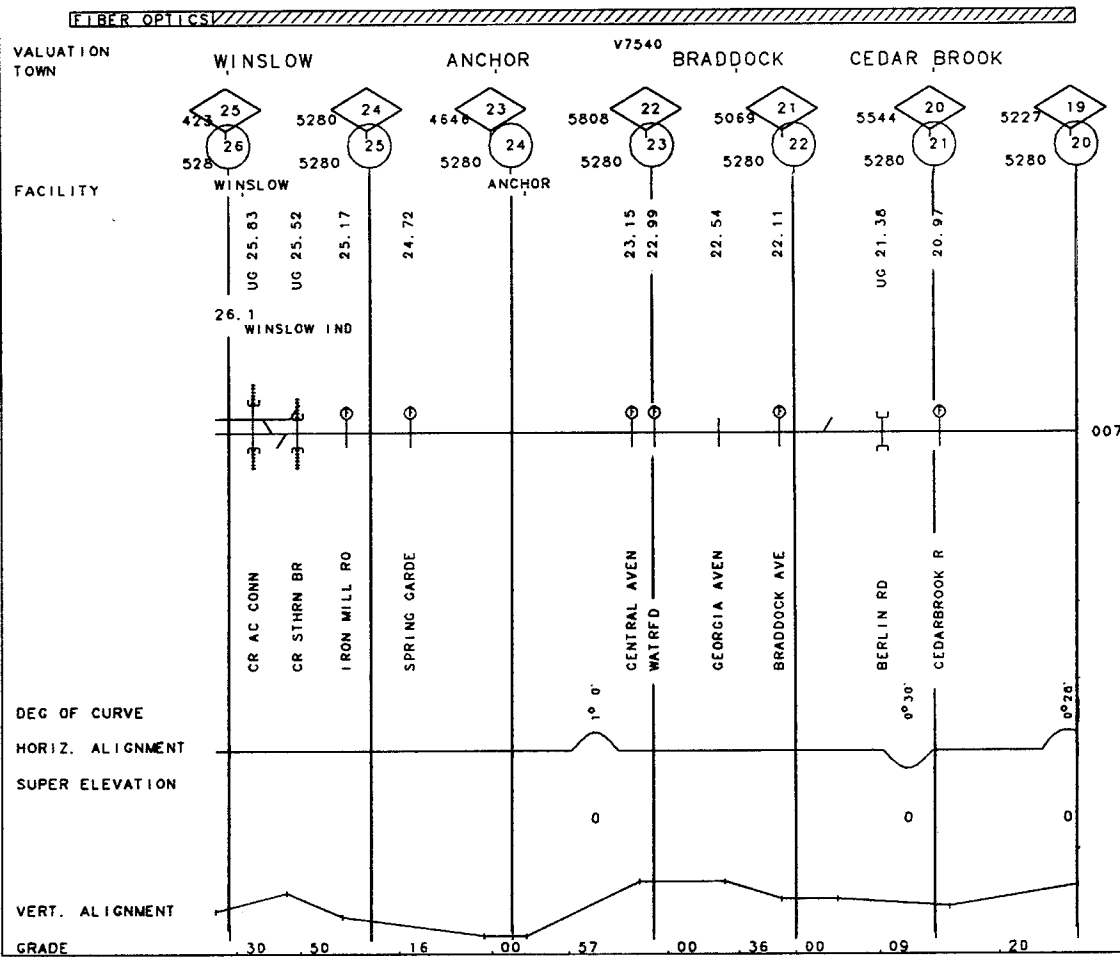 FIBER OPTICS
VALUATION
V7540
TOWN
WINSLOW ANCHOR BRADDOCK CEDAR BROOK
25 24 23 22 21 20 19
423 5280 4646 5808 5069 5544 5227
26 25 24 23 22 21 20
528 5280 5280 5280 5280 5280 5280
FACILITY
WINSLOW ANCHOR
UG 25.83
UG 25.52
25.17
24.72
23.15
22.99
22.54
22.11
UG 21.38
20.97
26.1
WINSLOW IND
007
CR AC CONN
CR STHRN BR
IRON MILL RO
SPRING GARDE
CENTRAL AVEN
WATRFD
GEORGIA AVEN
BRADDOCK AVE
BERLIN RD
CEDARBROOK R
DEG OF CURVE
1° 0'
0°30'
0°28'
HORIZ. ALIGNMENT
SUPER ELEVATION
0 0 0
VERT. ALIGNMENT
GRADE .30 .50 .16 .00 .57 .00 .36 .00 .09 .20